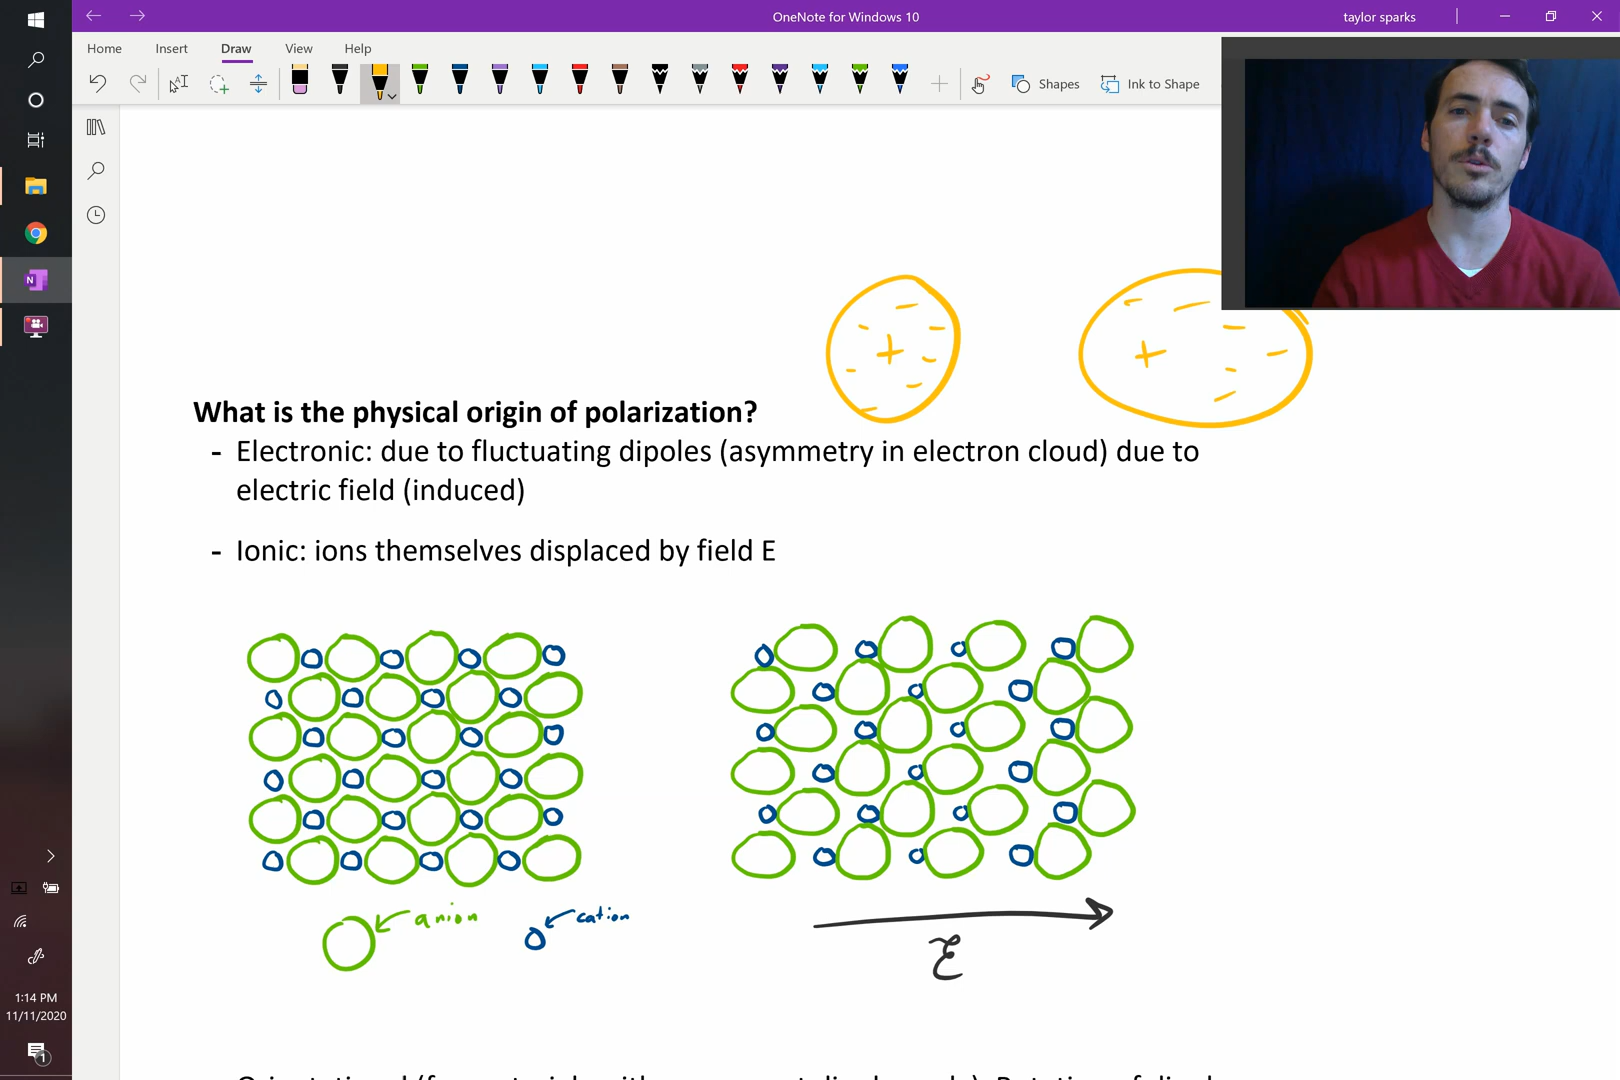 OneNote for Windows 10
taylor sparks
Home Insert Draw View Help
Shapes
Ink to Shape
What is the physical origin of polarization?
- Electronic: due to fluctuating dipoles (asymmetry in electron cloud) due to
electric field (induced)
- Ionic: ions themselves displaced by field E
anion
cation
E
1:14 PM
11/11/2020
1